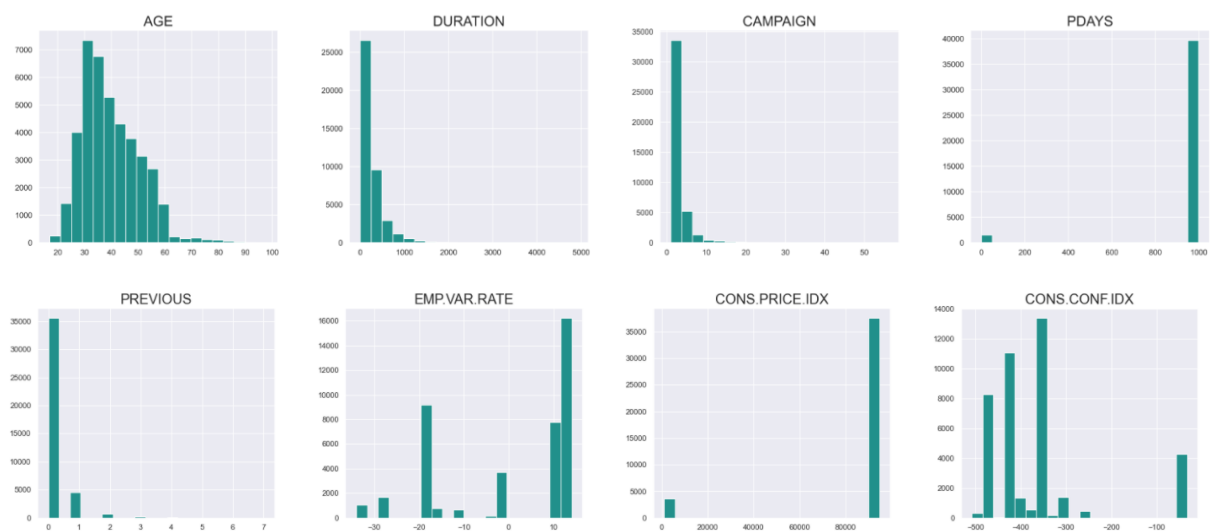 AGE DURATION CAMPAIGN PDAYS
7000 25000 35000 40000
6000 20000 30000 35000
5000 15000 25000 30000
4000 10000 20000 25000
3000 5000 15000 20000
2000 0 10000 15000
1000 5000 10000
0 0 5000
0
20 30 40 50 60 70 80 90 100 0 1000 2000 3000 4000 5000 0 10 20 30 40 50 0 200 400 600 800 1000
PREVIOUS EMP.VAR.RATE CONS.PRICE.IDX CONS.CONF.IDX
35000 16000 35000 14000
30000 14000 30000 12000
25000 12000 25000 10000
20000 10000 20000 8000
15000 8000 15000 6000
10000 6000 10000 4000
5000 4000 5000 2000
0 2000 0 0
0
0 1 2 3 4 5 6 7 −30 −20 −10 0 10 0 20000 40000 60000 80000 −500 −400 −300 −200 −100